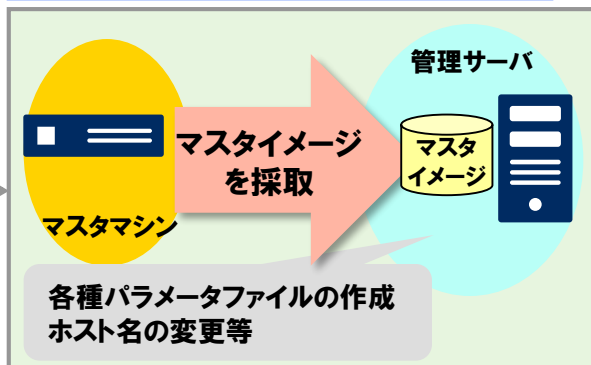 管理サーバ
マスタイメージ
を採取
マスタ
イメージ
マスタマシン
各種パラメータファイルの作成
ホスト名の変更等